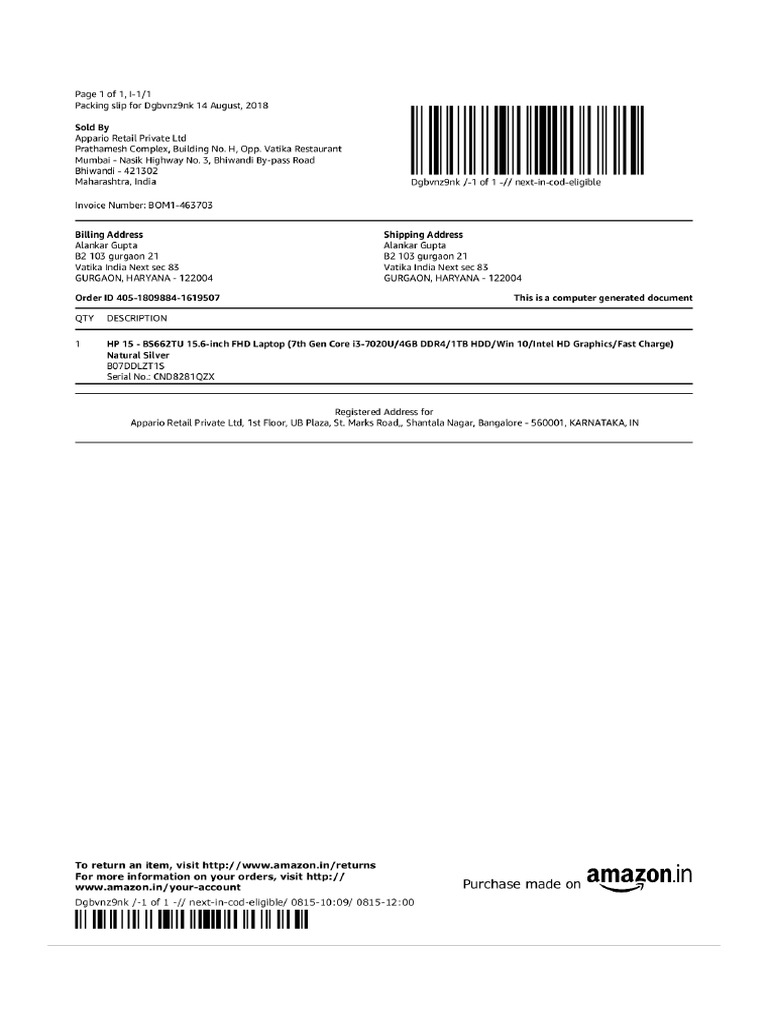 Page 1 of 1, I-1/1
Packing slip for Dgbvnz9nk 14 August, 2018
Sold By
Appario Retail Private Ltd
Prathamesh Complex, Building No. H, Opp. Vatika Restaurant
Mumbai - Nasik Highway No. 3, Bhiwandi By-pass Road
Bhiwandi - 421302
Maharashtra, India
Dgbvnz9nk /-1 of 1 -// next-in-cod-eligible
Invoice Number: BOM1-463703
Billing Address
Alankar Gupta
B2 103 gurgaon 21
Vatika India Next sec 83
GURGAON, HARYANA - 122004
Shipping Address
Alankar Gupta
B2 103 gurgaon 21
Vatika India Next sec 83
GURGAON, HARYANA - 122004
Order ID 405-1809884-1619507
This is a computer generated document
QTY DESCRIPTION
1 HP 15 - BS662TU 15.6-inch FHD Laptop (7th Gen Core i3-7020U/4GB DDR4/1TB HDD/Win 10/Intel HD Graphics/Fast Charge)
Natural Silver
B07DDLZT1S
Serial No.: CND8281QZX
Registered Address for
Appario Retail Private Ltd, 1st Floor, UB Plaza, St. Marks Road,, Shantala Nagar, Bangalore - 560001, KARNATAKA, IN
To return an item, visit http://www.amazon.in/returns
For more information on your orders, visit http://
www.amazon.in/your-account
Dgbvnz9nk /-1 of 1 -// next-in-cod-eligible/ 0815-10:09/ 0815-12:00
Purchase made on amazon.in